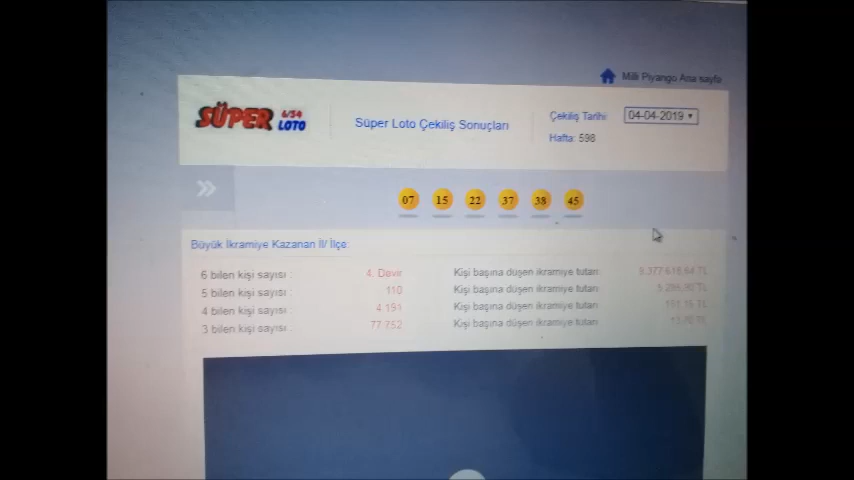 Milli Piyango Ana sayfa
SÜPER 6/54 LOTO
Süper Loto Çekiliş Sonuçları
Çekiliş Tarihi: 04-04-2019
Hafta: 598
07 15 22 37 38 45
Büyük İkramiye Kazanan İl/ İlçe:
6 bilen kişi sayısı : 4. Devir Kişi başına düşen ikramiye tutarı
5 bilen kişi sayısı : 110 Kişi başına düşen ikramiye tutarı
4 bilen kişi sayısı : 4.191 Kişi başına düşen ikramiye tutarı
3 bilen kişi sayısı : 77.752 Kişi başına düşen ikramiye tutarı